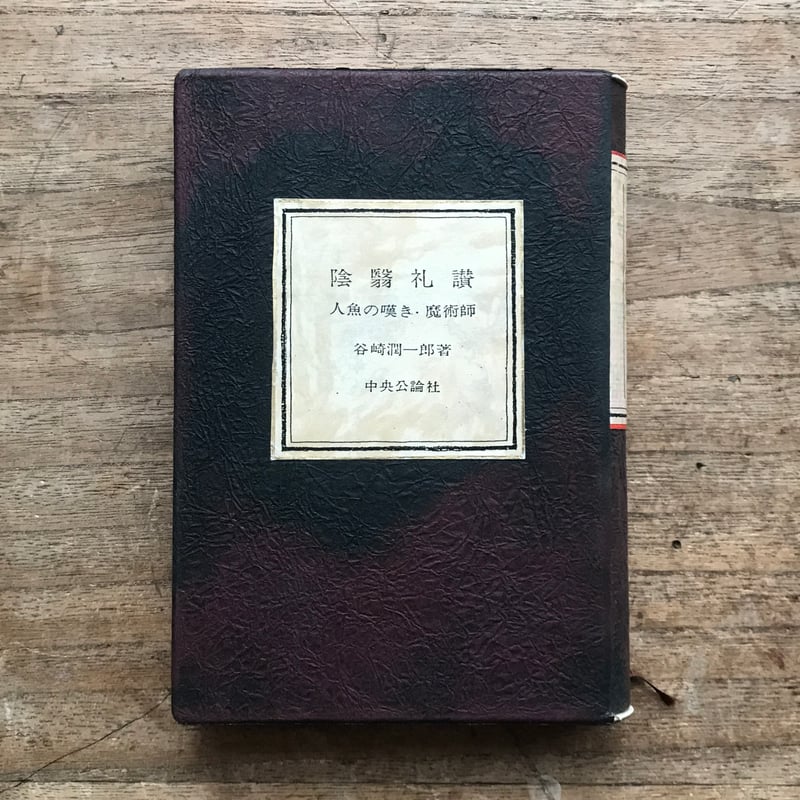 陰翳礼讃
人魚の嘆き・魔術師
谷崎潤一郎著
中央公論社